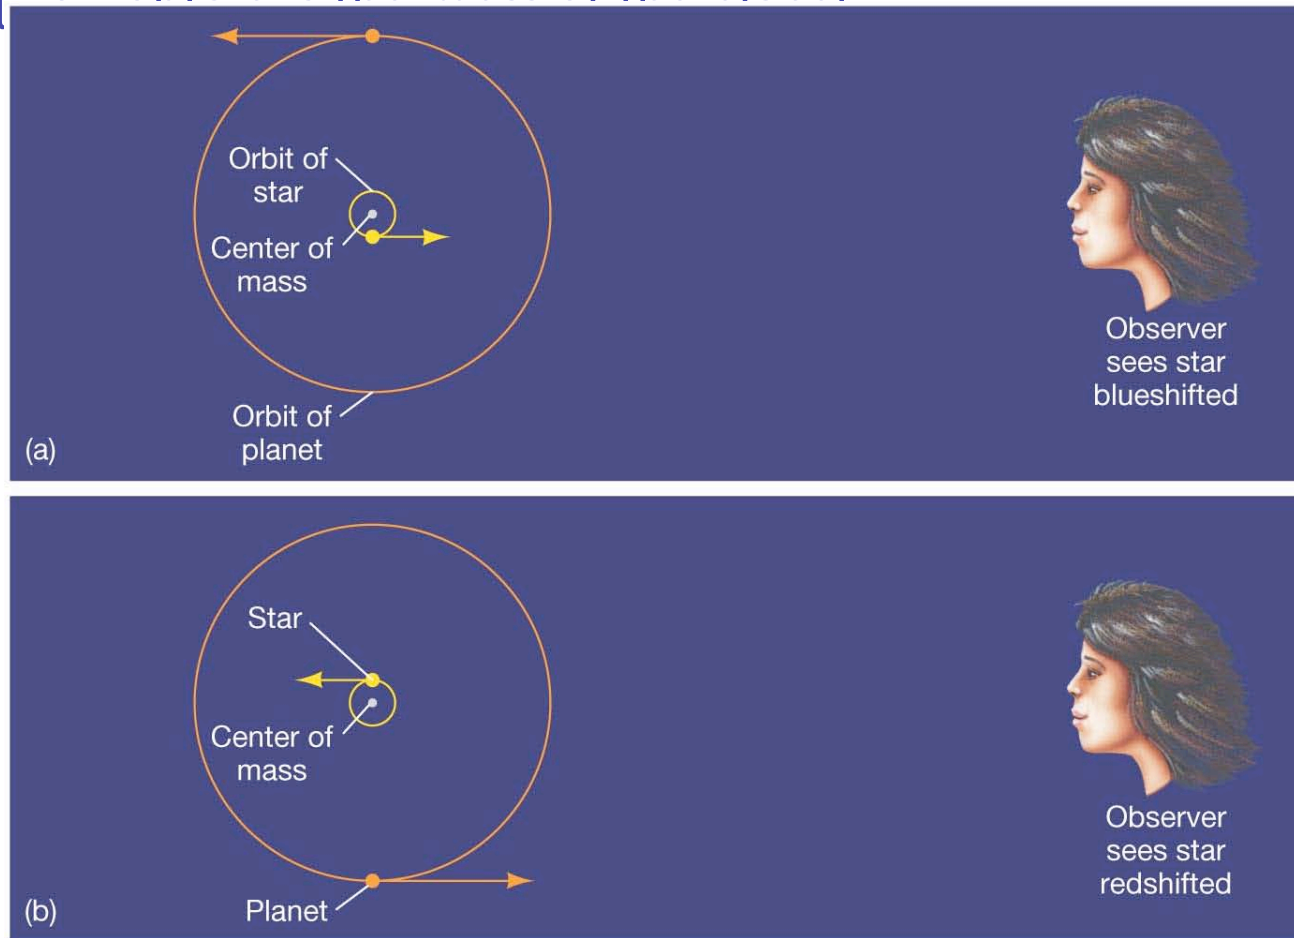 Orbit of
star
Center of
mass
Orbit of
planet
(a)
Observer
sees star
blueshifted
Star
Center of
mass
Planet
(b)
Observer
sees star
redshifted